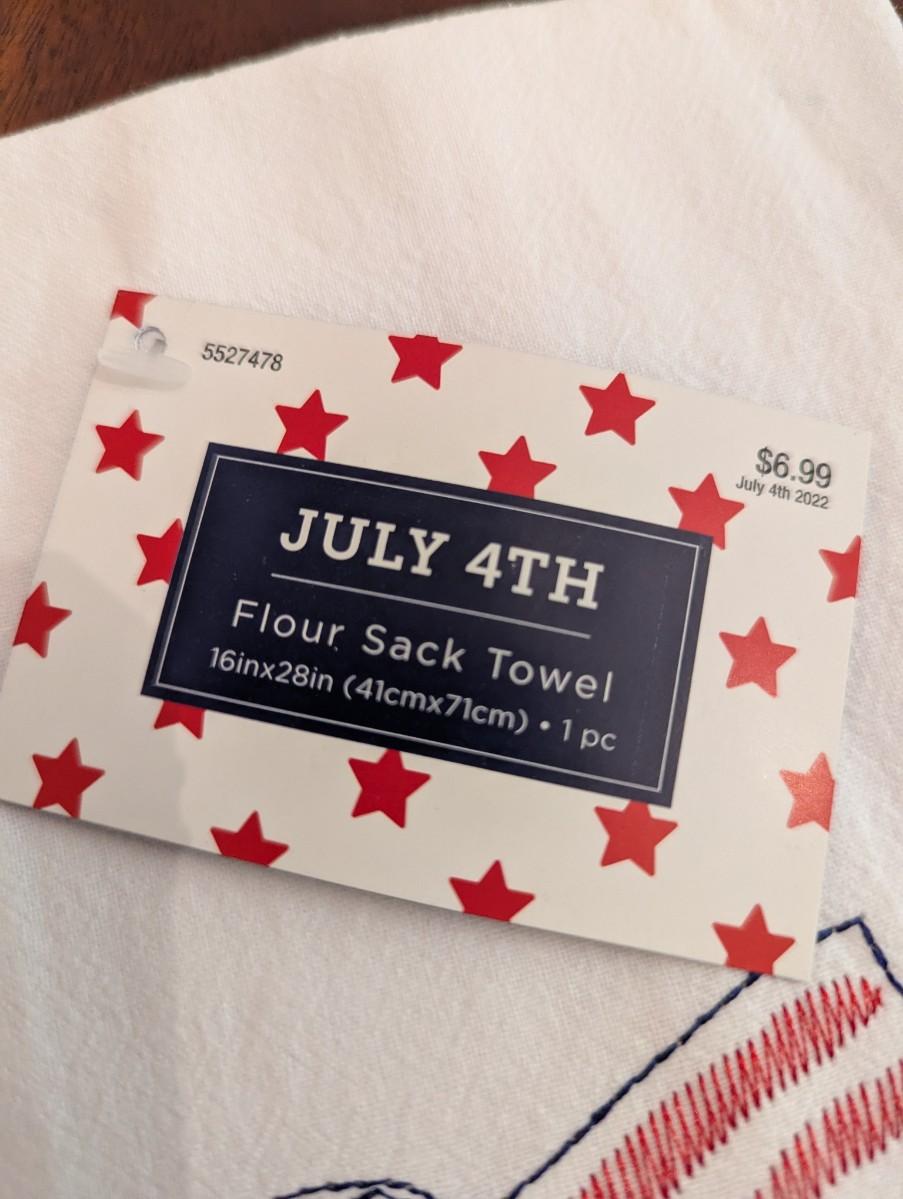 5527478
$6.99
July 4th 2022
JULY 4TH
Flour Sack Towel
16inx28in (41cmx71cm) • 1 pc